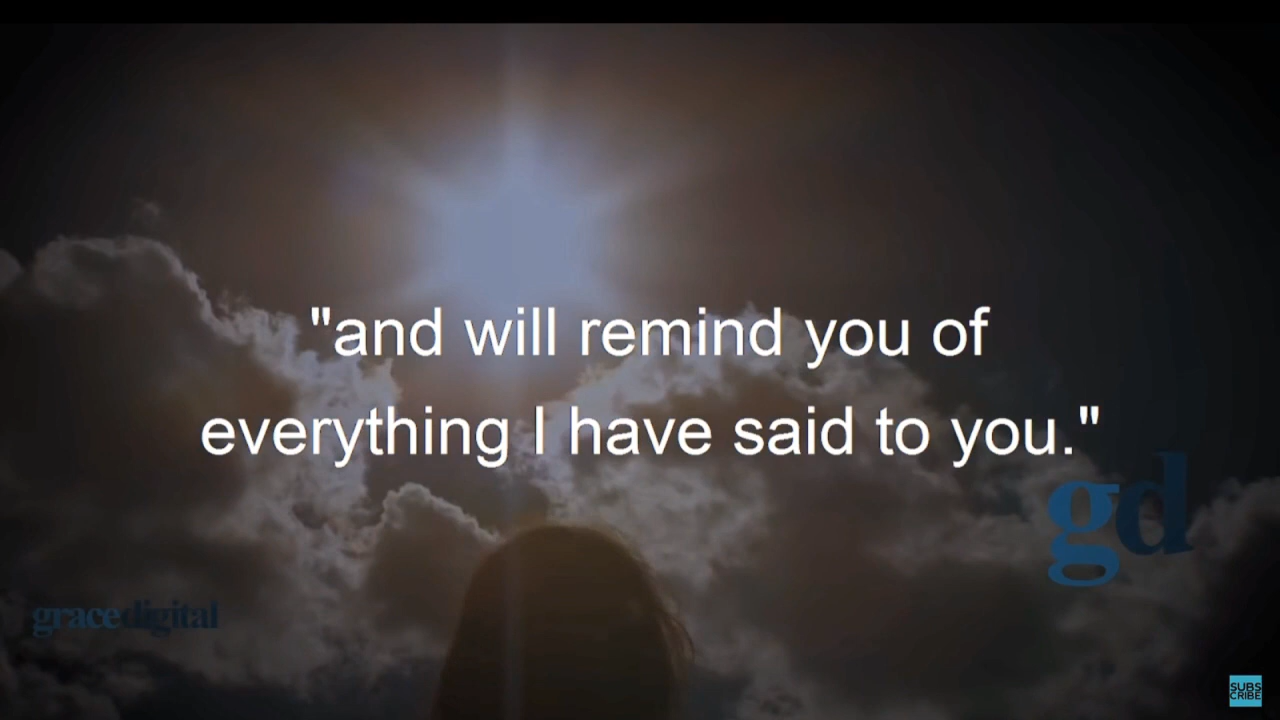 "and will remind you of
everything I have said to you."
gd
gracedigital
SUBS
CRIBE